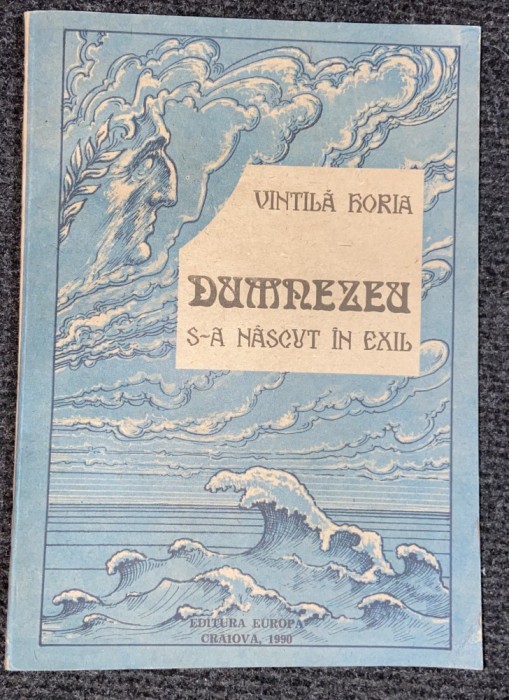 VINTILĂ HORIA
DUMNEZEU
S-A NĂSCUT ÎN EXIL
EDITURA EUROPA
CRAIOVA, 1990